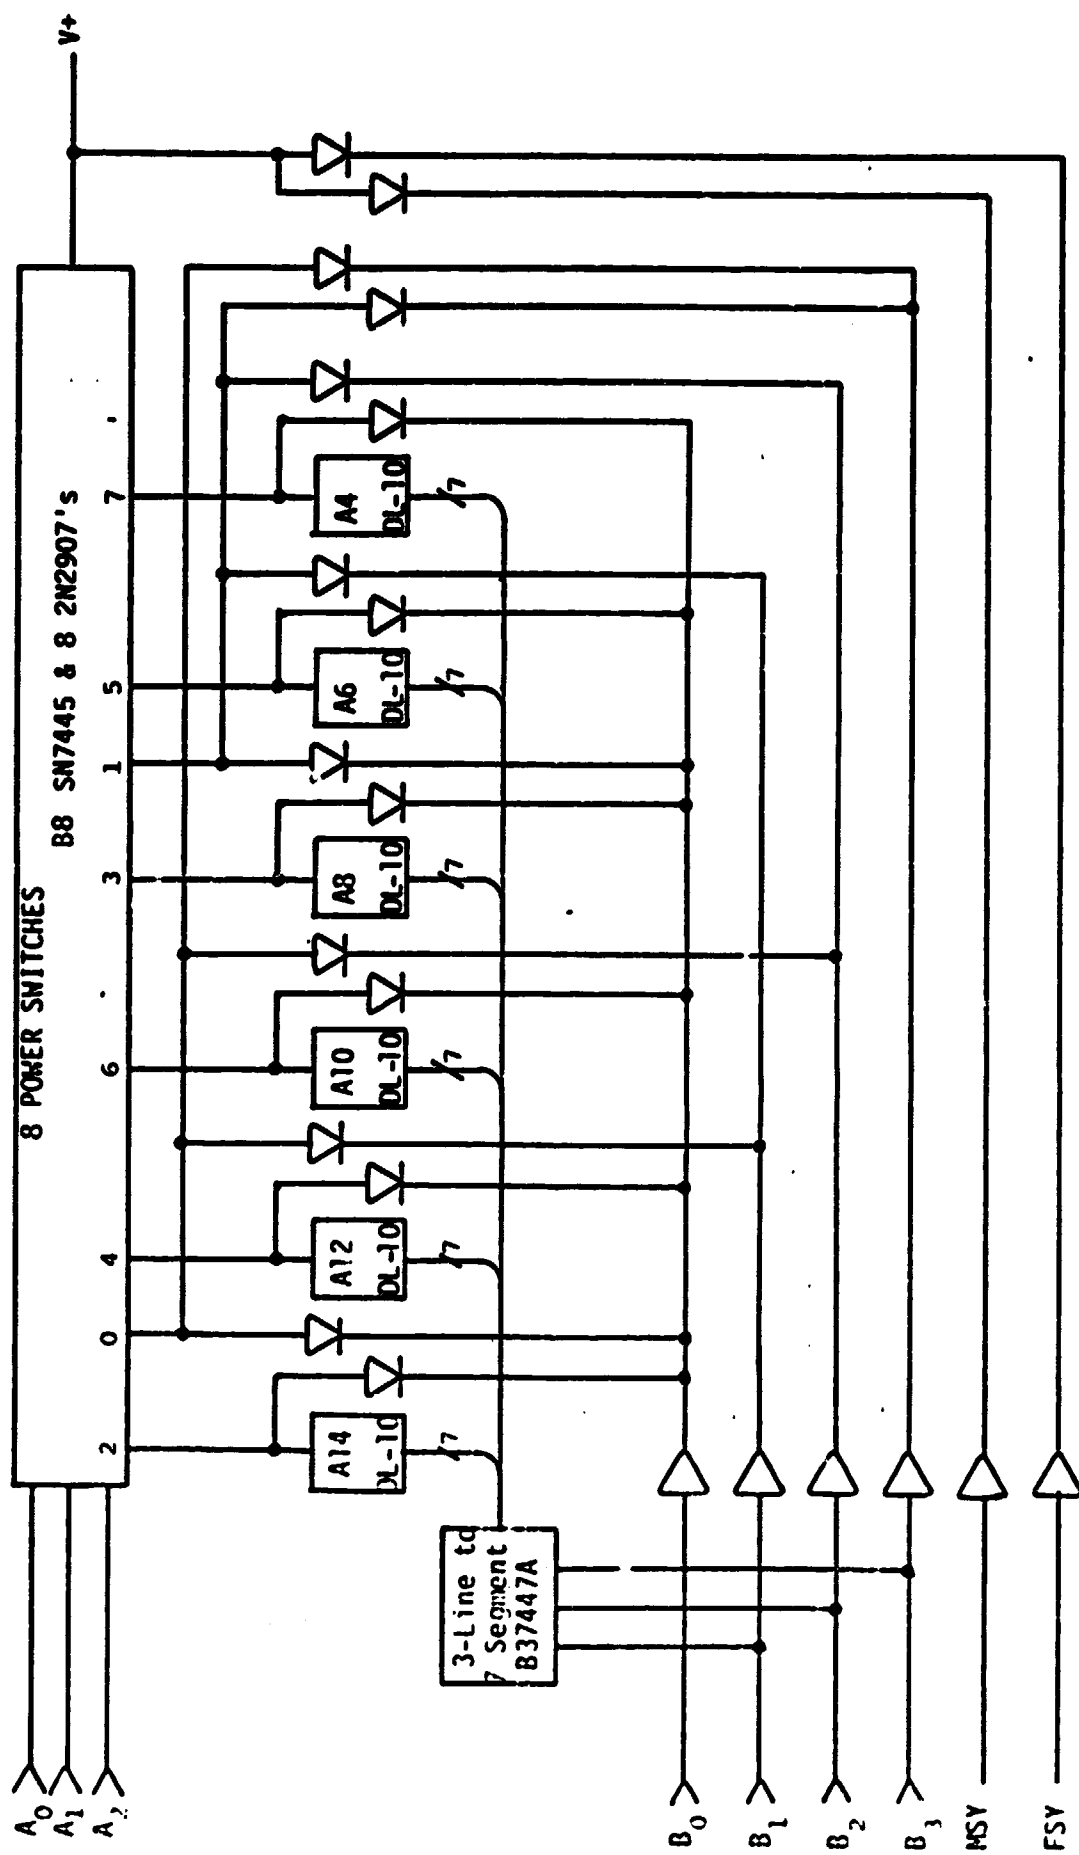 8 POWER SWITCHES
B8 SN7445 & 8 2N2907's
V+
2 0 4 6 3 1 5 7
A0
A1
A2
A14
DL-10
7
A12
DL-10
7
A10
DL-10
7
A8
DL-10
7
A6
DL-10
7
A4
DL-10
7
3-Line to
7 Segment
B37447A
B0
B1
B2
B3
MSY
FSY